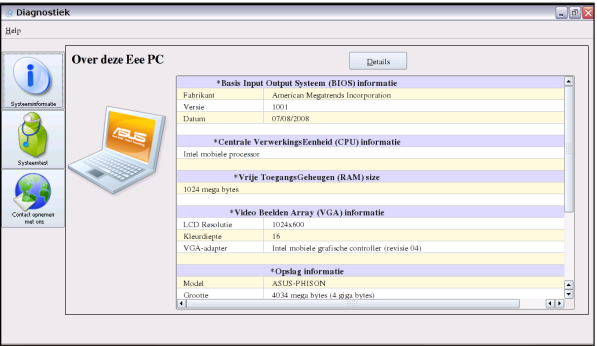 Diagnostiek
Help
Systeeminformatie
Systeemtest
Contact opnemen
met ons
Over deze Eee PC
Details
ASUS
*Basis Input Output Systeem (BIOS) informatie
Fabrikant American Megatrends Incorporation
Versie 1001
Datum 07/08/2008
*Centrale VerwerkingsEenheid (CPU) informatie
Intel mobiele processor
*Vrije ToegangsGeheugen (RAM) size
1024 mega bytes
*Video Beelden Array (VGA) informatie
LCD Resolutie 1024x600
Kleurdiepte 16
VGA-adapter Intel mobiele grafische controller (revisie 04)
*Opslag informatie
Model ASUS-PHISON
Grootte 4034 mega bytes (4 giga bytes)